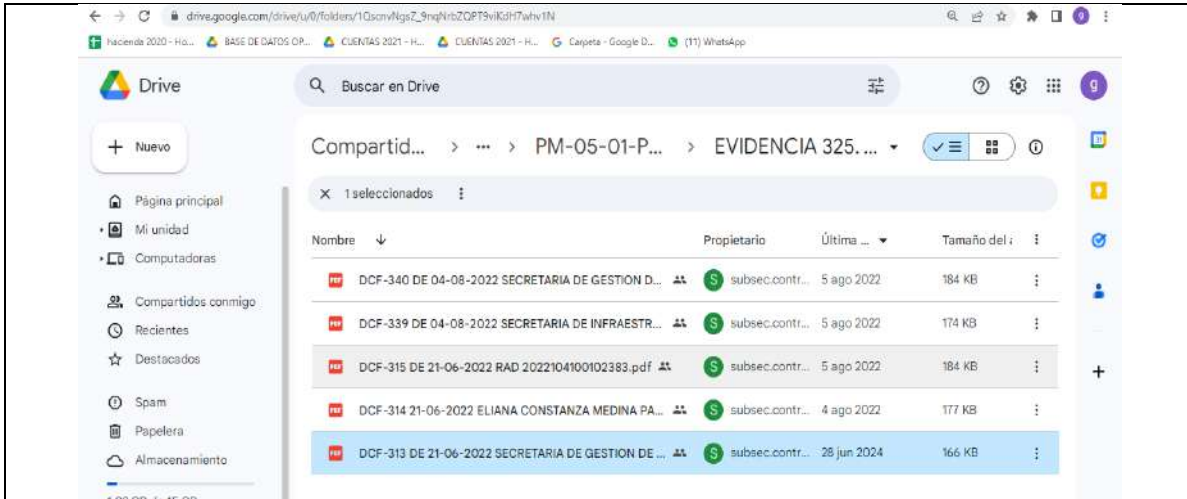 drive.google.com/drive/u/0/folders/1QscnvNgsZ_9nqNrbZQPT9viKdH7whv1N
hacienda 2020 - Ho... BASE DE DATOS OP... CUENTAS 2021 - H... CUENTAS 2021 - H... Carpeta - Google D... (11) WhatsApp
Drive Buscar en Drive g
Nuevo Compartid... > ... > PM-05-01-P... > EVIDENCIA 325. ...
1 seleccionados
Página principal
Mi unidad
Computadoras
Compartidos conmigo
Recientes
Destacados
Spam
Papelera
Almacenamiento
Nombre Propietario Última ... Tamaño del a
DCF-340 DE 04-08-2022 SECRETARIA DE GESTION D... subsec.contr... 5 ago 2022 184 KB
DCF-339 DE 04-08-2022 SECRETARIA DE INFRAESTR... subsec.contr... 5 ago 2022 174 KB
DCF-315 DE 21-06-2022 RAD 2022104100102383.pdf subsec.contr... 5 ago 2022 184 KB
DCF-314 21-06-2022 ELIANA CONSTANZA MEDINA PA... subsec.contr... 4 ago 2022 177 KB
DCF-313 DE 21-06-2022 SECRETARIA DE GESTION DE ... subsec.contr... 28 jun 2024 166 KB